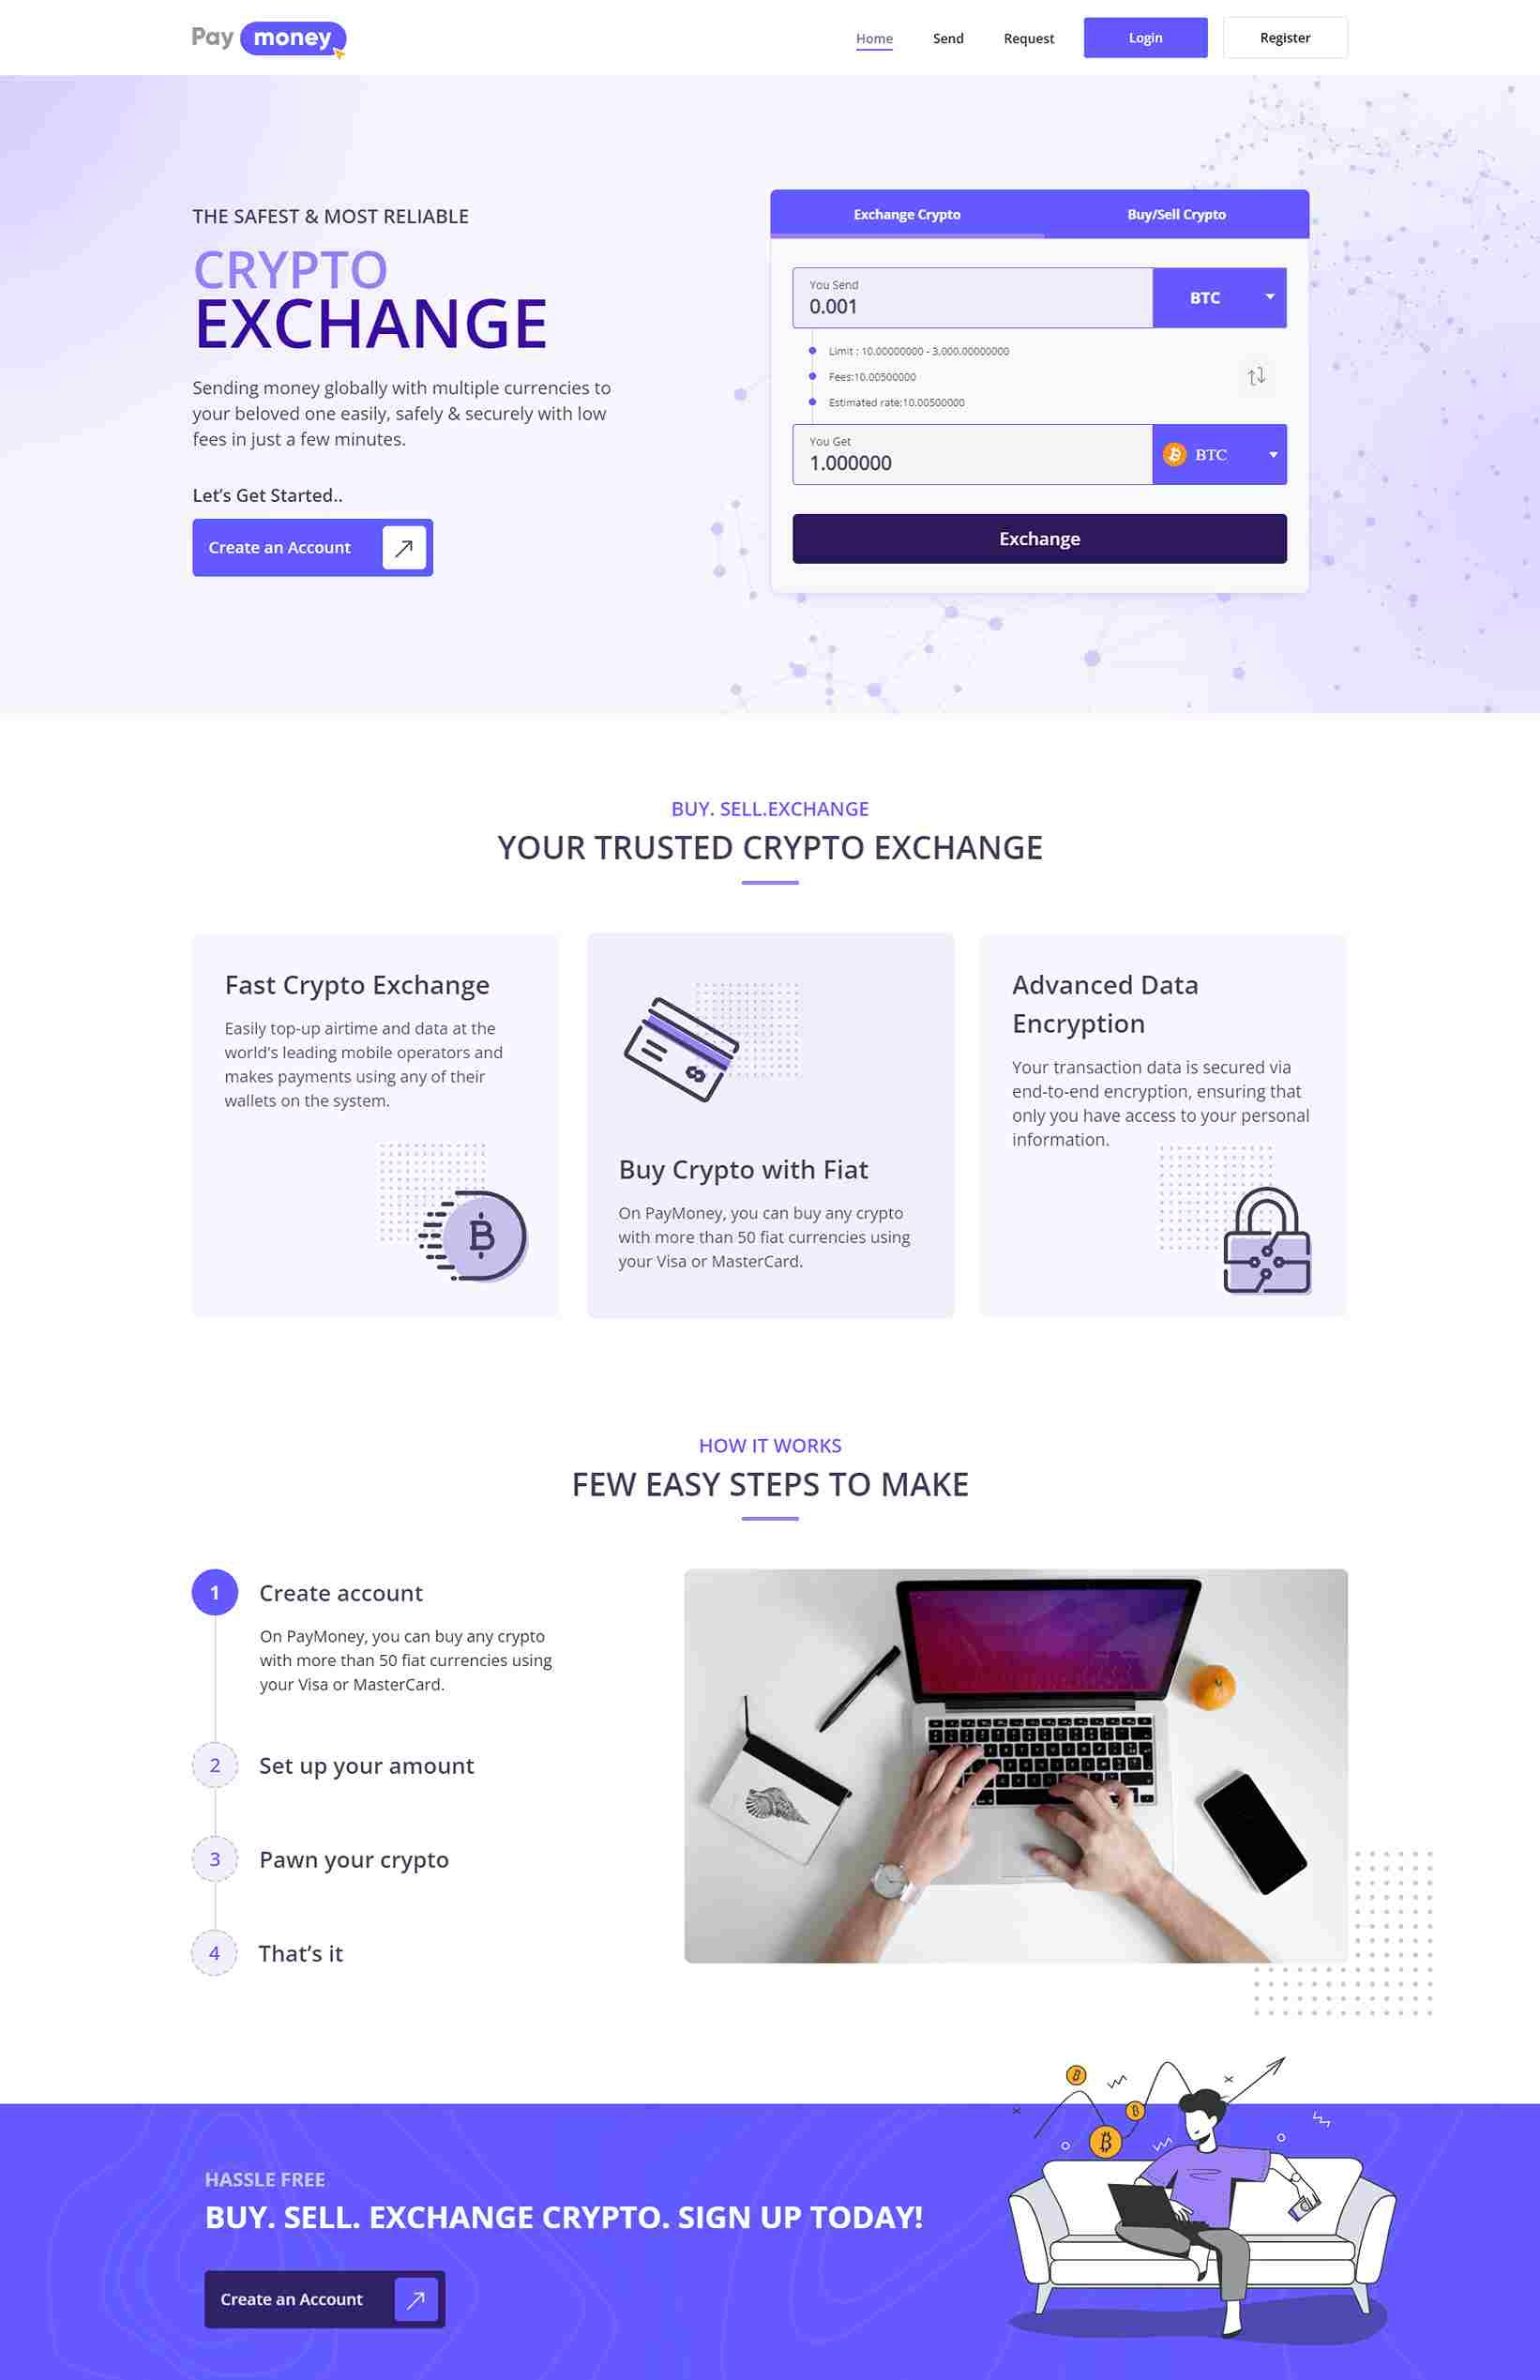 Pay money
Home
Send
Request
Login
Register
THE SAFEST & MOST RELIABLE
CRYPTO
EXCHANGE
Sending money globally with multiple currencies to
your beloved one easily, safely & securely with low
fees in just a few minutes.
Let's Get Started..
Create an Account
Exchange Crypto
Buy/Sell Crypto
You Send
0.001
BTC
Limit : 10.00000000 - 3,000.00000000
Fees:10.00500000
Estimated rate:10.00500000
You Get
1.000000
BTC
Exchange
BUY. SELL.EXCHANGE
YOUR TRUSTED CRYPTO EXCHANGE
Fast Crypto Exchange
Easily top-up airtime and data at the
world's leading mobile operators and
makes payments using any of their
wallets on the system.
Buy Crypto with Fiat
On PayMoney, you can buy any crypto
with more than 50 fiat currencies using
your Visa or MasterCard.
Advanced Data
Encryption
Your transaction data is secured via
end-to-end encryption, ensuring that
only you have access to your personal
information.
HOW IT WORKS
FEW EASY STEPS TO MAKE
1
Create account
On PayMoney, you can buy any crypto
with more than 50 fiat currencies using
your Visa or MasterCard.
2
Set up your amount
3
Pawn your crypto
4
That's it
HASSLE FREE
BUY. SELL. EXCHANGE CRYPTO. SIGN UP TODAY!
Create an Account